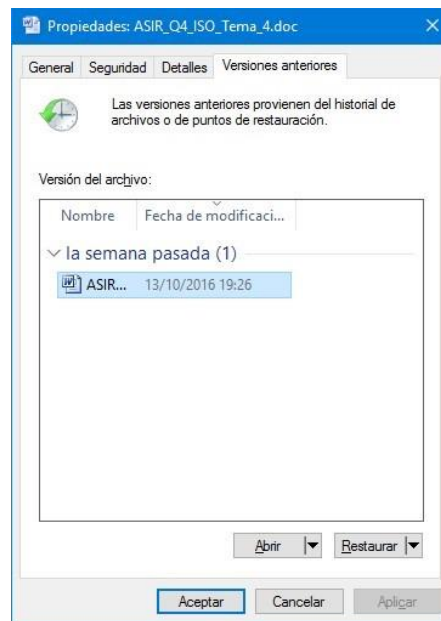 Propiedades: ASIR_Q4_ISO_Tema_4.doc
General Seguridad Detalles Versiones anteriores
Las versiones anteriores provienen del historial de
archivos o de puntos de restauración.
Versión del archivo:
Nombre Fecha de modificaci...
la semana pasada (1)
ASIR... 13/10/2016 19:26
Abrir Restaurar
Aceptar Cancelar Aplicar